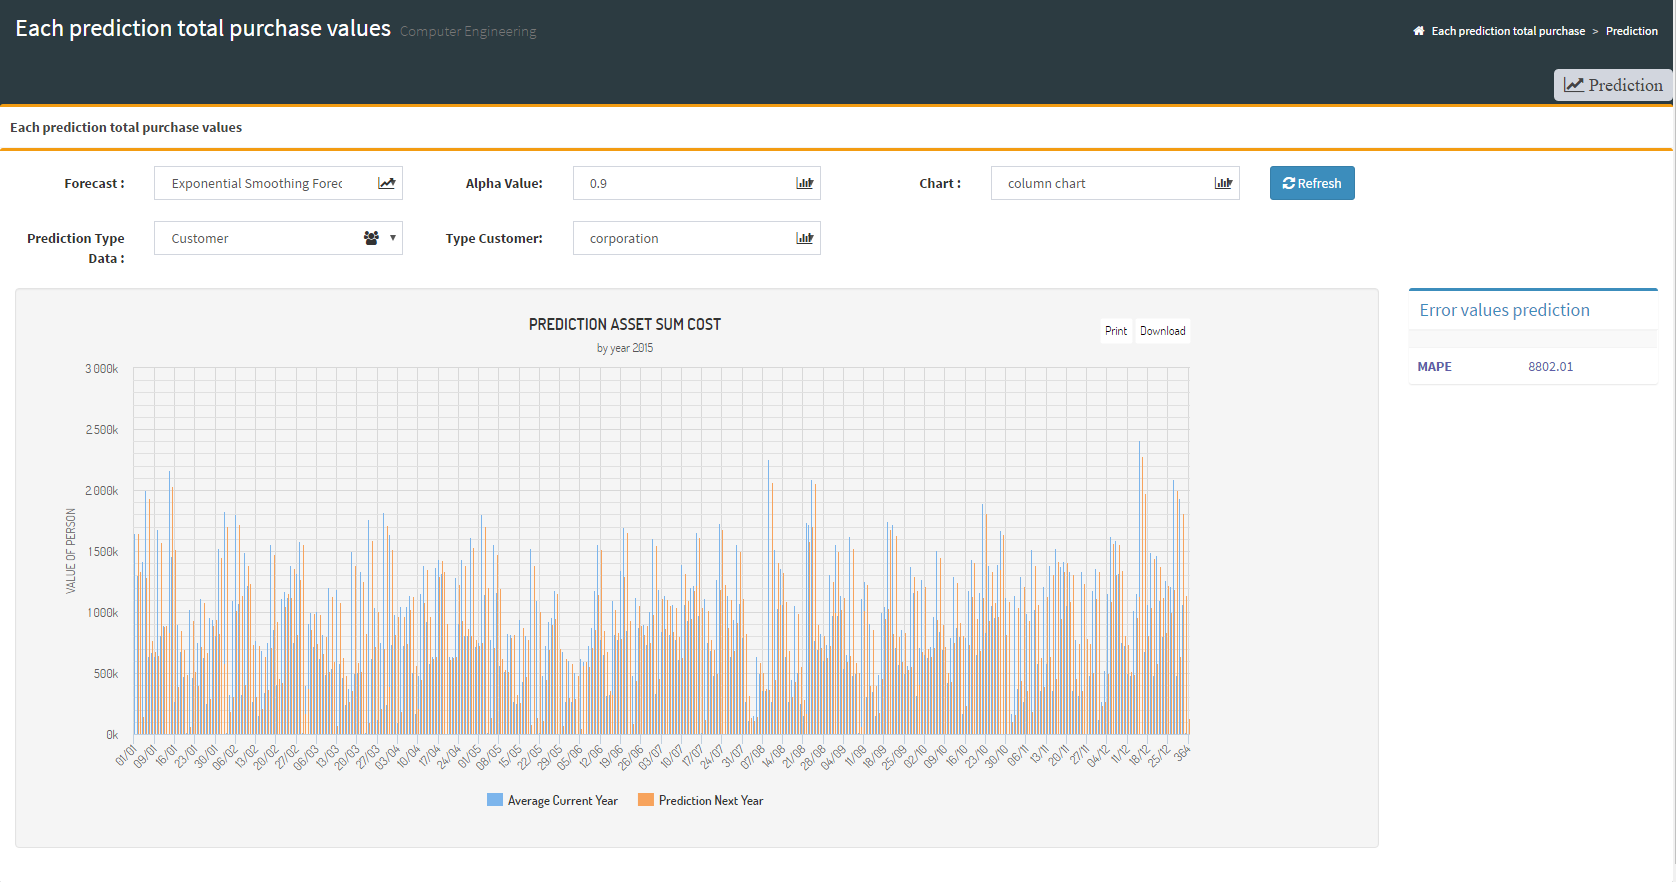 Each prediction total purchase values Computer Engineering
Each prediction total purchase > Prediction
Prediction
Each prediction total purchase values
Forecast : Exponential Smoothing Forec Alpha Value: 0.9 Chart : column chart Refresh
Prediction Type Data : Customer Type Customer: corporation
PREDICTION ASSET SUM COST
by year 2015
Print Download
Error values prediction
MAPE 8802.01
VALUE OF PERSON
3 000k
2 500k
2 000k
1 500k
1 000k
500k
0k
01/01 09/01 16/01 23/01 30/01 06/02 13/02 20/02 27/02 06/03 13/03 20/03 27/03 03/04 10/04 17/04 24/04 01/05 08/05 15/05 22/05 29/05 05/06 12/06 19/06 26/06 03/07 10/07 17/07 24/07 31/07 07/08 14/08 21/08 28/08 04/09 11/09 18/09 25/09 02/10 09/10 16/10 23/10 30/10 06/11 13/11 20/11 27/11 04/12 11/12 18/12 25/12 364
Average Current Year Prediction Next Year